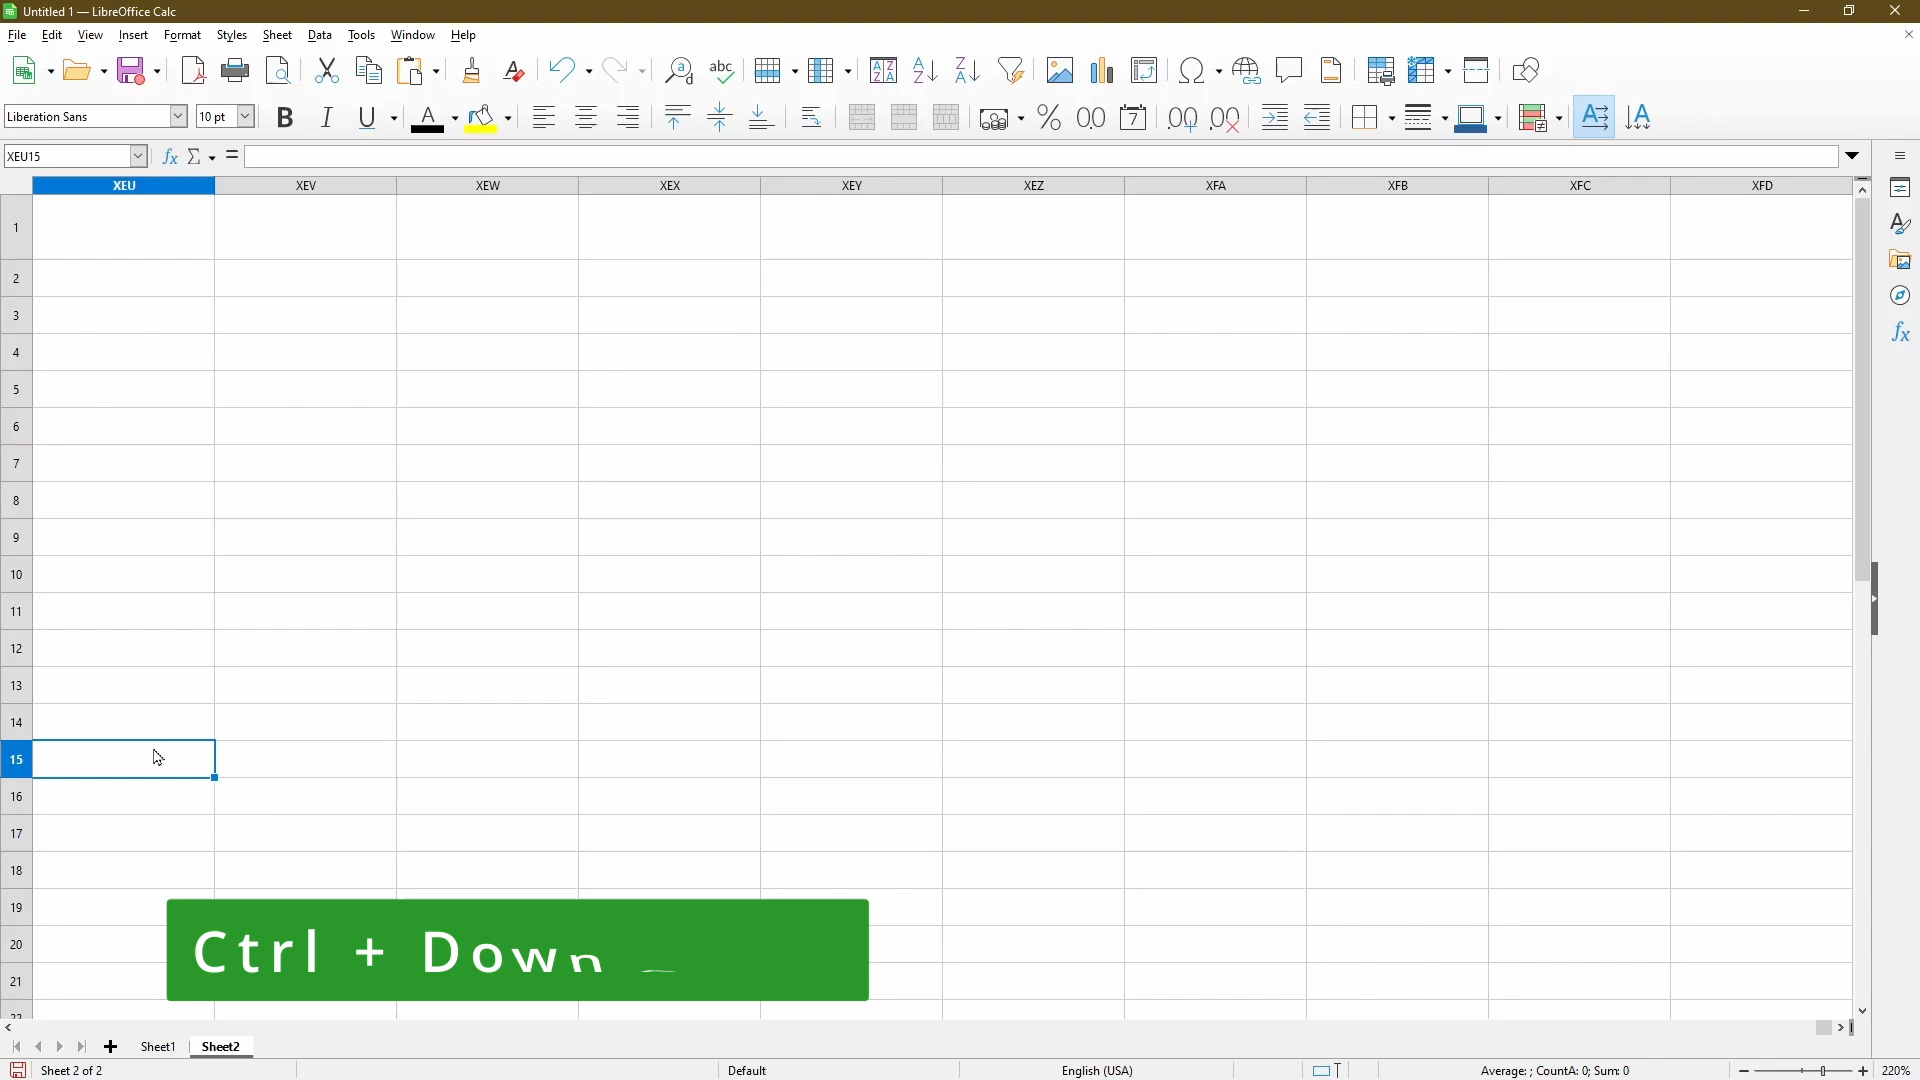 Untitled 1 — LibreOffice Calc
File Edit View Insert Format Styles Sheet Data Tools Window Help
Liberation Sans 10 pt
XEU15
XEU XEV XEW XEX XEY XEZ XFA XFB XFC XFD
1
2
3
4
5
6
7
8
9
10
11
12
13
14
15
16
17
18
19
20
21
22
Ctrl + Down
Sheet1 Sheet2
Sheet 2 of 2 Default English (USA) Average: ; CountA: 0; Sum: 0 220%